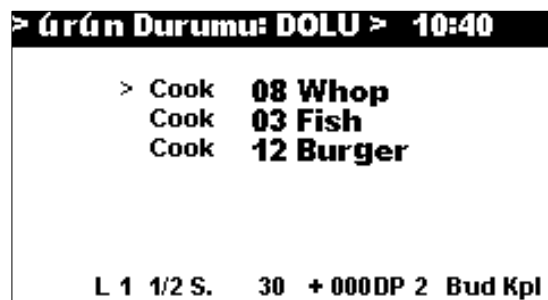 > ürün Durumu: DOLU > 10:40
> Cook 08 Whop
Cook 03 Fish
Cook 12 Burger
L 1 1/2 S. 30 + 000DP 2 Bud Kpl